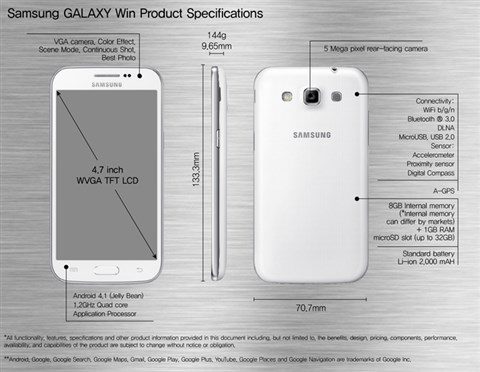 Samsung GALAXY Win Product Specifications
VGA camera, Color Effect,
Scene Mode, Continuous Shot,
Best Photo
144g
9,65mm
5 Mega pixel rear-facing camera
SAMSUNG
4,7 inch
WVGA TFT LCD
133,3mm
SAMSUNG
Connectivity:
WiFi b/g/n
Bluetooth ® 3,0
DLNA
MicroUSB, USB 2,0
Sensor:
Accelerometer
Proximity sensor
Digital Compass
A-GPS
8GB Internal memory
(*Internal memory
can differ by markets)
+ 1GB RAM
microSD slot (up to 32GB)
Standard battery
Li-ion 2,000 mAH
Android 4,1 (Jelly Bean)
1,2GHz Quad core
Application Processor
70,7mm
*All functionality, features, specifications and other product information provided in this document including, but not limited to, the benefits, design, pricing, components, performance,
availability, and capabilities of the product are subject to change without notice or obligation.
**Android, Google, Google Search, Google Maps, Gmail, Google Play, Google Plus, YouTube, Google Places and Google Navigation are trademarks of Google Inc.